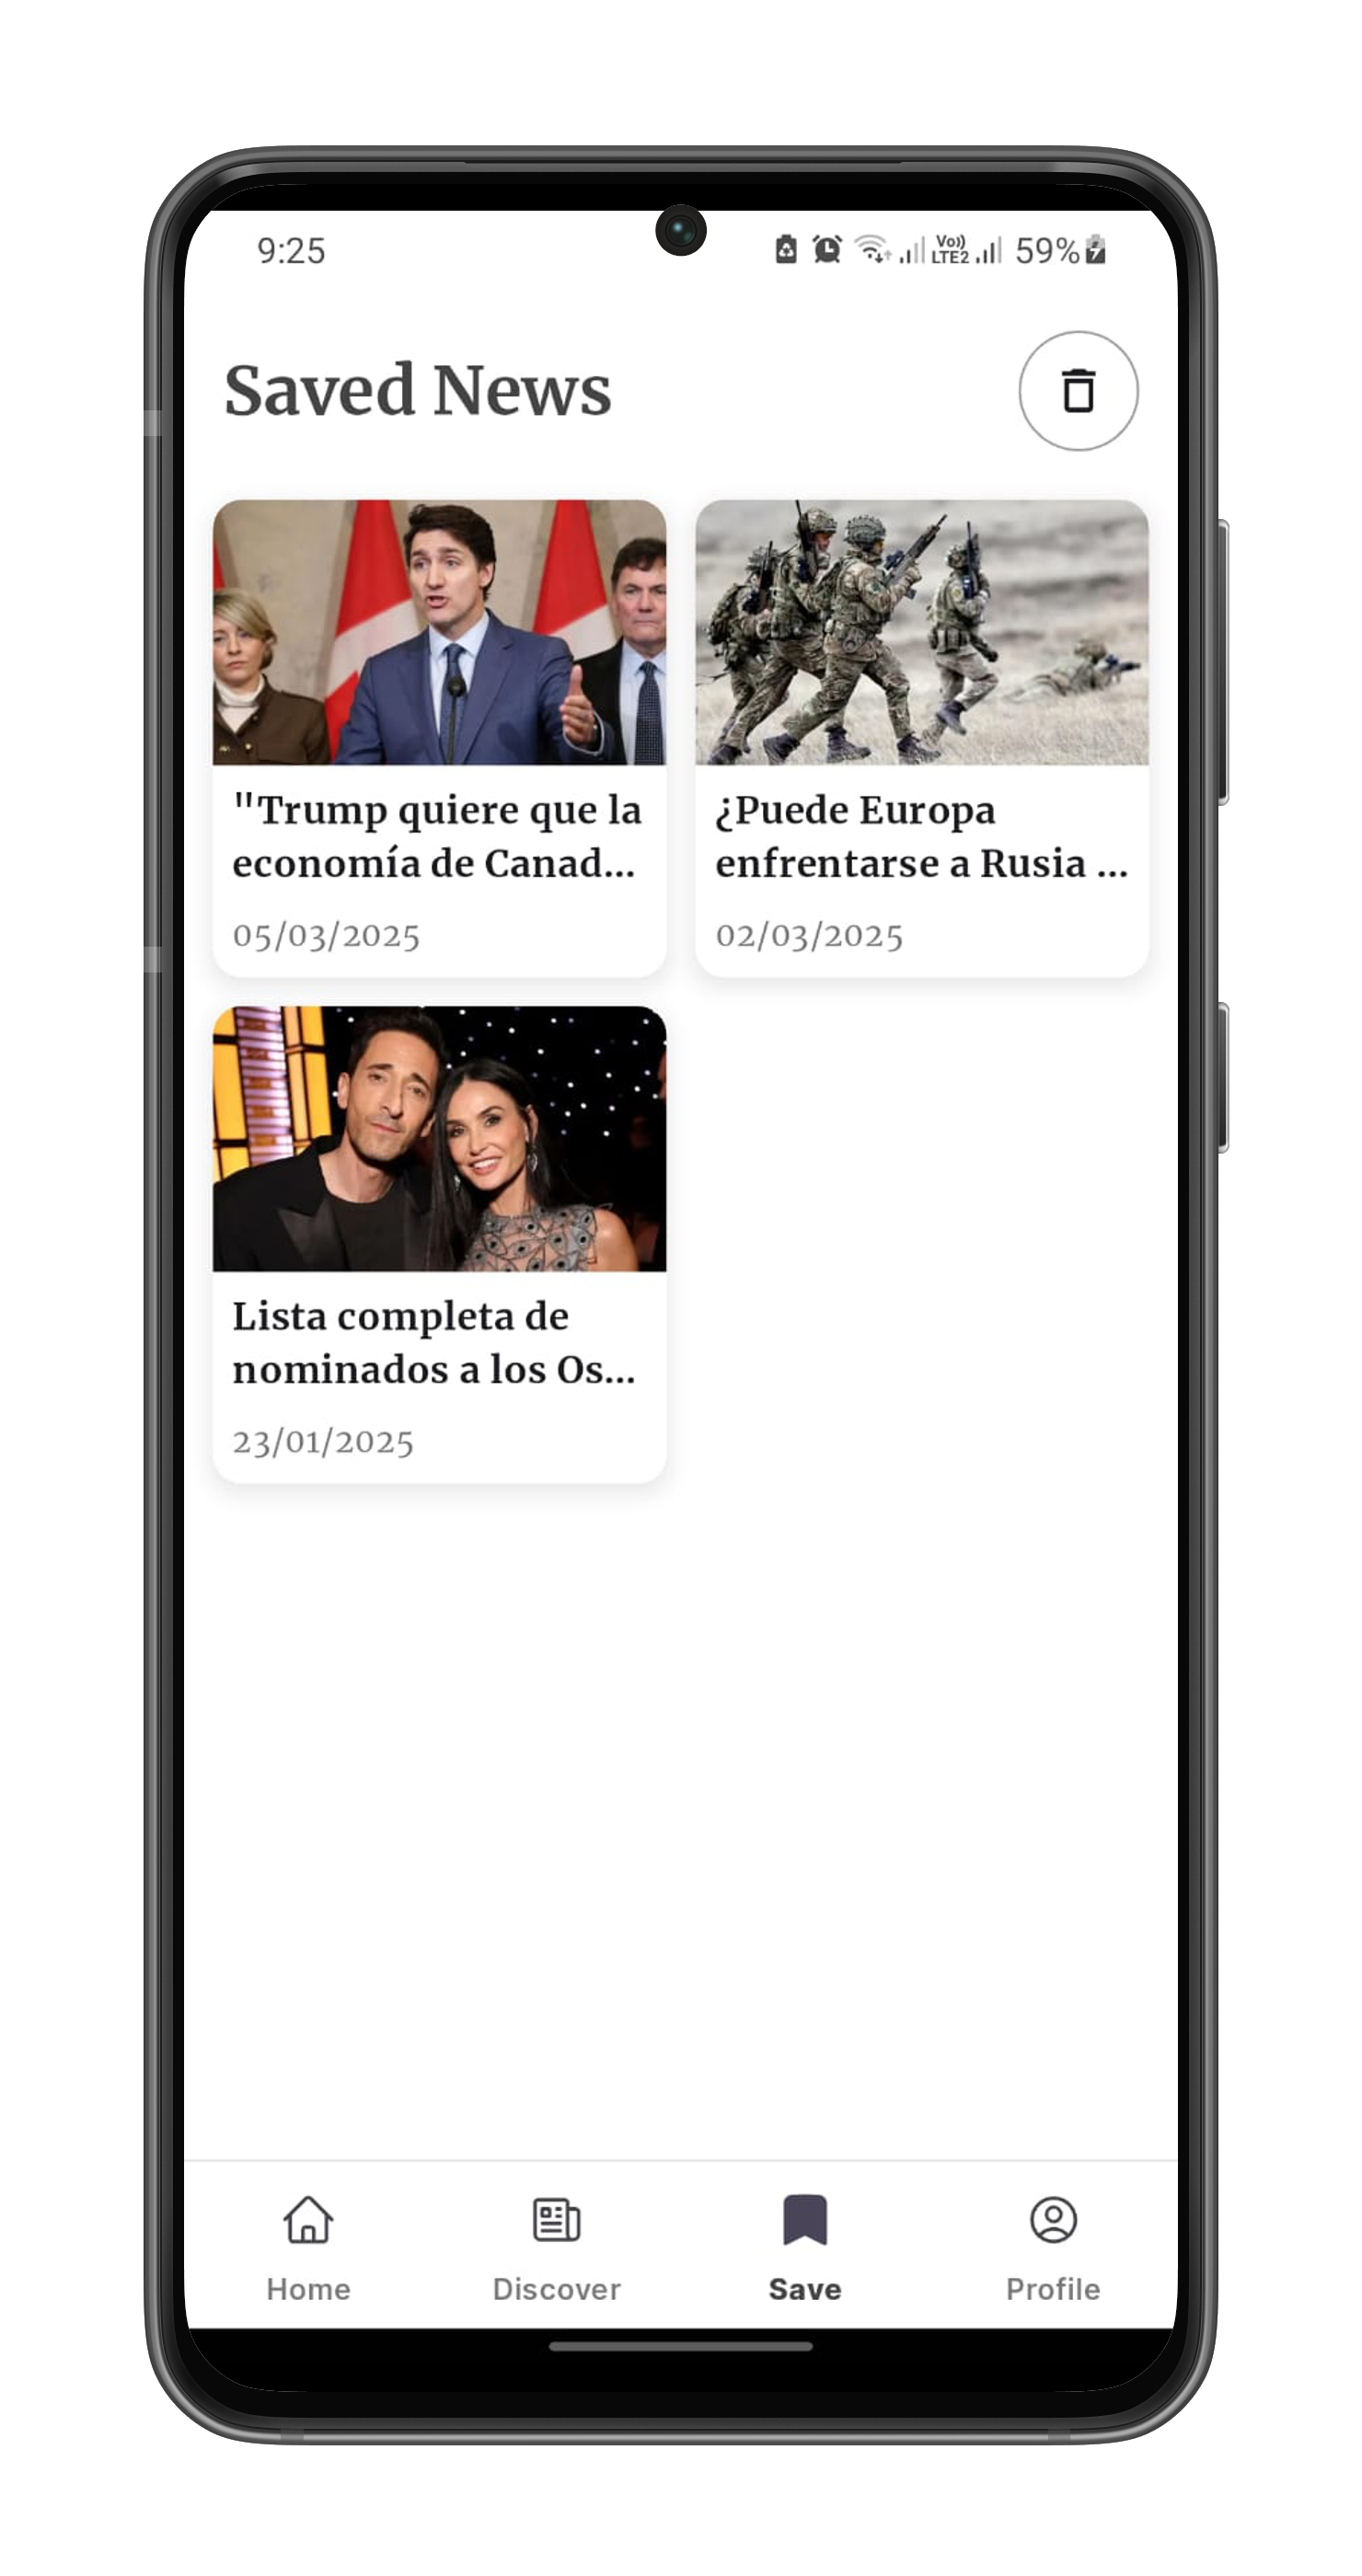 9:25
Vo))
LTE2
59%
Saved News
"Trump quiere que la
economía de Canad...
05/03/2025
¿Puede Europa
enfrentarse a Rusia ...
02/03/2025
Lista completa de
nominados a los Os...
23/01/2025
Home
Discover
Save
Profile